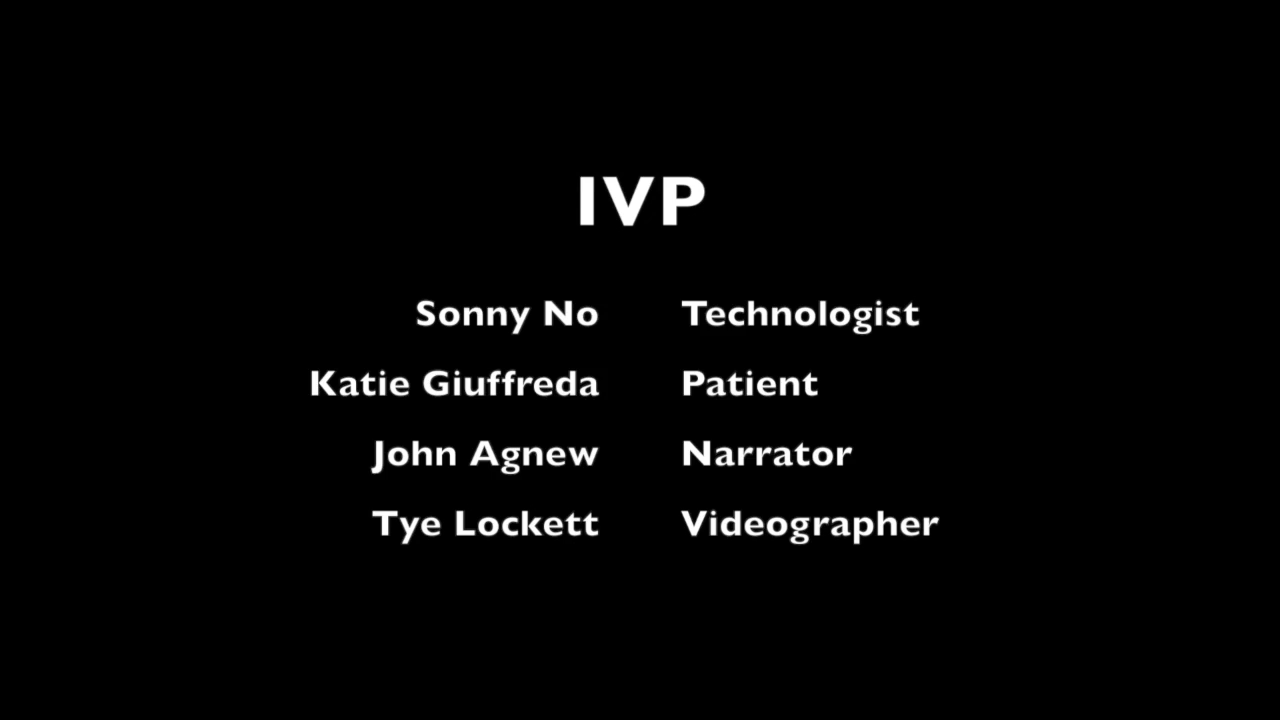 IVP
Sonny No Technologist
Katie Giuffreda Patient
John Agnew Narrator
Tye Lockett Videographer